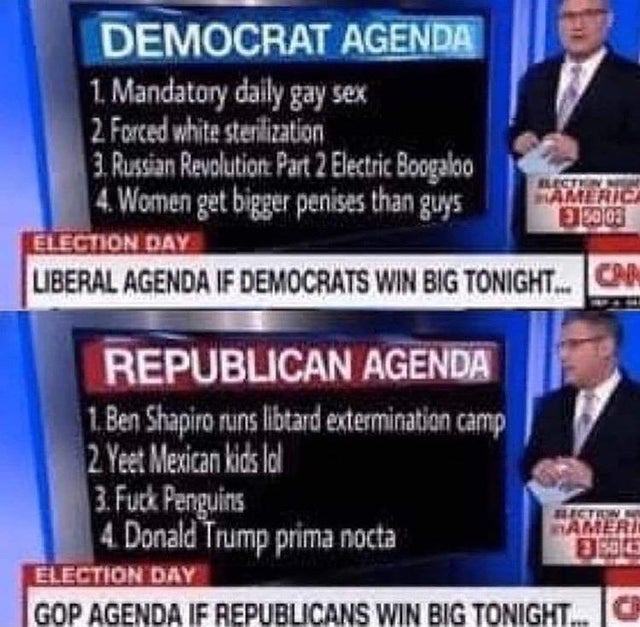 DEMOCRAT AGENDA
1. Mandatory daily gay sex
2. Forced white sterilization
3. Russian Revolution: Part 2 Electric Boogaloo
4. Women get bigger penises than guys
AMERICA
ELECTION DAY
LIBERAL AGENDA IF DEMOCRATS WIN BIG TONIGHT...
CNN
REPUBLICAN AGENDA
1. Ben Shapiro runs libtard extermination camp
2. Yeet Mexican kids lol
3. Fuck Penguins
4. Donald Trump prima nocta
ELECTION
AMERI
ELECTION DAY
GOP AGENDA IF REPUBLICANS WIN BIG TONIGHT...